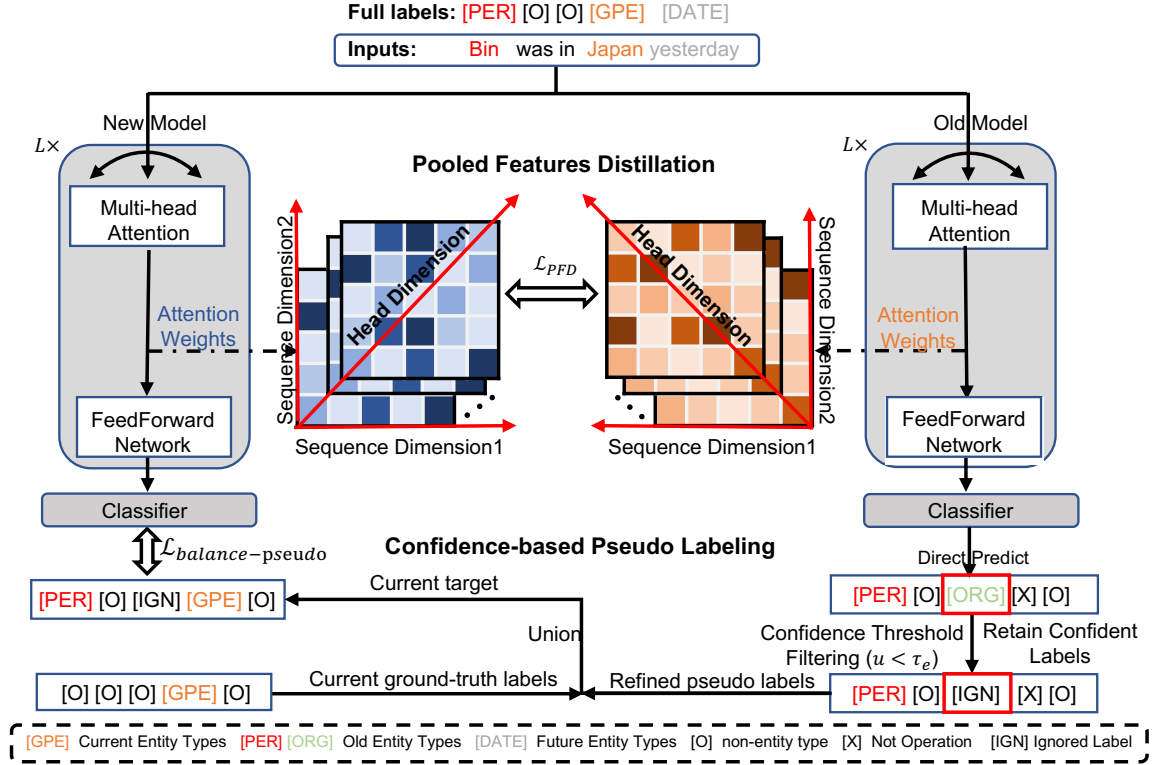 Full labels: [PER] [O] [O] [GPE] [DATE]
Inputs: Bin was in Japan yesterday
New Model
Old Model
L×
L×
Pooled Features Distillation
Multi-head
Attention
Multi-head
Attention
Sequence Dimension2
Head Dimension
ℒ_PFD
Head Dimension
Sequence Dimension2
Attention
Weights
Attention
Weights
FeedForward
Network
FeedForward
Network
Sequence Dimension1
Sequence Dimension1
Classifier
Classifier
ℒ_balance−pseudo
Confidence-based Pseudo Labeling
Direct Predict
Current target
[PER] [O] [IGN] [GPE] [O]
[PER] [O] [ORG] [X] [O]
Union
Confidence Threshold
Filtering (u < τ_e)
Retain Confident
Labels
[O] [O] [O] [GPE] [O]
Current ground-truth labels
Refined pseudo labels
[PER] [O] [IGN] [X] [O]
[GPE] Current Entity Types [PER] [ORG] Old Entity Types [DATE] Future Entity Types [O] non-entity type [X] Not Operation [IGN] Ignored Label